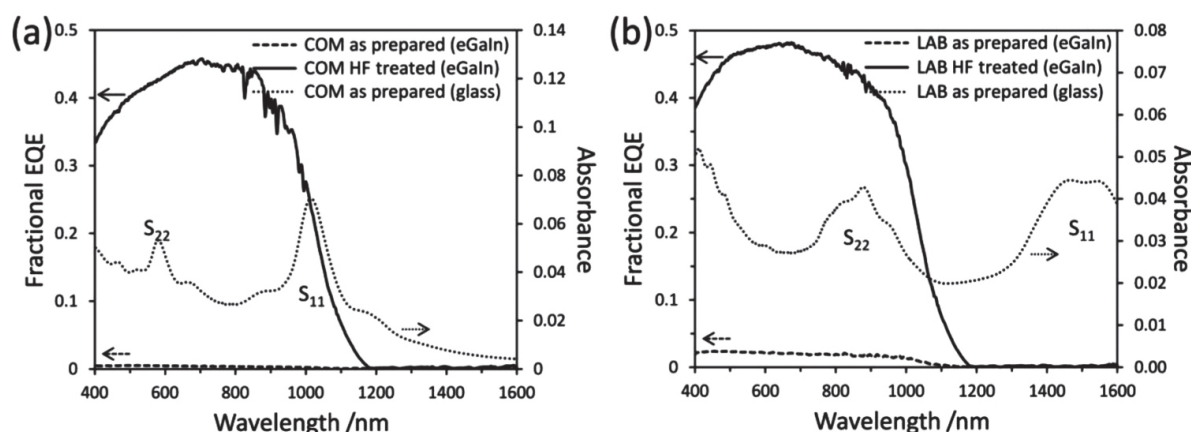 (a)
0.5
0.4
0.3
0.2
0.1
0
Fractional EQE
COM as prepared (eGaIn)
COM HF treated (eGaIn)
COM as prepared (glass)
S22
S11
0.14
0.12
0.1
0.08
0.06
0.04
0.02
0
Absorbance
400 600 800 1000 1200 1400 1600
Wavelength /nm
(b)
0.5
0.4
0.3
0.2
0.1
0
Fractional EQE
LAB as prepared (eGaIn)
LAB HF treated (eGaIn)
LAB as prepared (glass)
S22
S11
0.08
0.07
0.06
0.05
0.04
0.03
0.02
0.01
0.00
Absorbance
400 600 800 1000 1200 1400 1600
Wavelength /nm